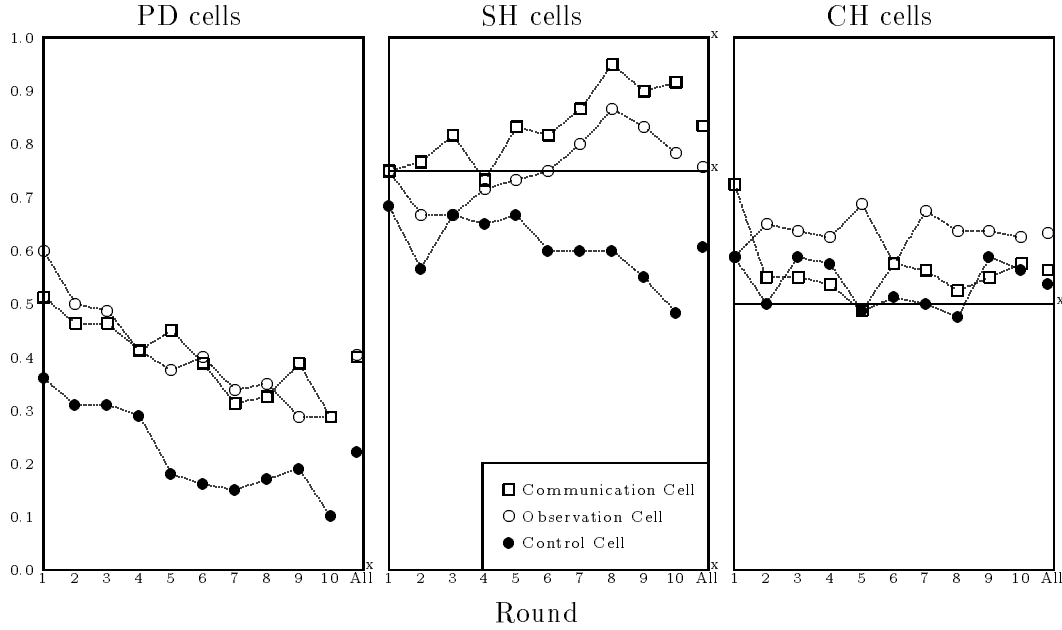 PD cells SH cells CH cells
1.0
0.9
0.8
0.7
0.6
0.5
0.4
0.3
0.2
0.1
0.0
x
x
x
x
x
Communication Cell
Observation Cell
Control Cell
1 2 3 4 5 6 7 8 9 10 All
1 2 3 4 5 6 7 8 9 10 All
1 2 3 4 5 6 7 8 9 10 All
Round